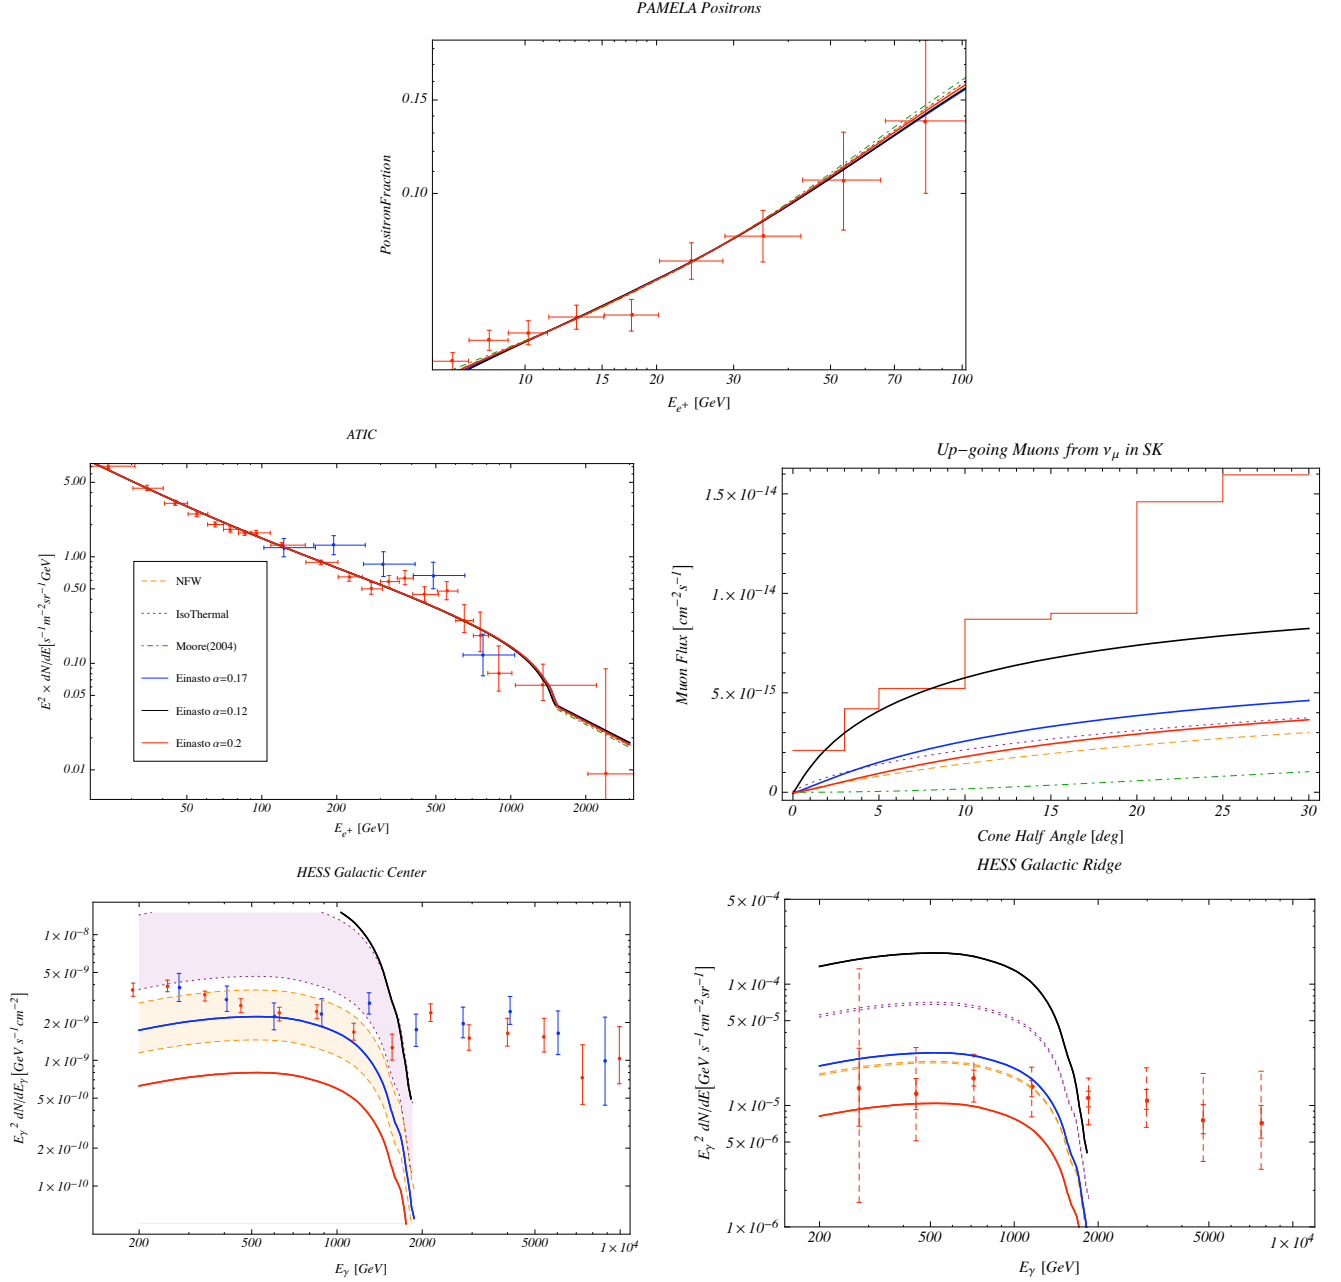 PAMELA Positrons
0.15
0.10
PositronFraction
10 15 20 30 50 70 100
E_{e^+} [GeV]
ATIC
5.00
1.00
0.50
0.10
0.05
0.01
E^2 × dN/dE[s^{-1}m^{-2}sr^{-1}GeV]
NFW
IsoThermal
Moore(2004)
Einasto α=0.17
Einasto α=0.12
Einasto α=0.2
50 100 200 500 1000 2000
E_{e^+} [GeV]
Up-going Muons from ν_μ in SK
1.5×10^{-14}
1.×10^{-14}
5.×10^{-15}
0
Muon Flux [cm^{-2}s^{-1}]
0 5 10 15 20 25 30
Cone Half Angle [deg]
HESS Galactic Center
1×10^{-8}
5×10^{-9}
2×10^{-9}
1×10^{-9}
5×10^{-10}
2×10^{-10}
1×10^{-10}
E_γ^2 dN/dE_γ[GeV s^{-1}cm^{-2}]
200 500 1000 2000 5000 1×10^4
E_γ [GeV]
HESS Galactic Ridge
5×10^{-4}
1×10^{-4}
5×10^{-5}
1×10^{-5}
5×10^{-6}
1×10^{-6}
E_γ^2 dN/dE[GeV s^{-1}cm^{-2}sr^{-1}]
200 500 1000 2000 5000 1×10^4
E_γ [GeV]